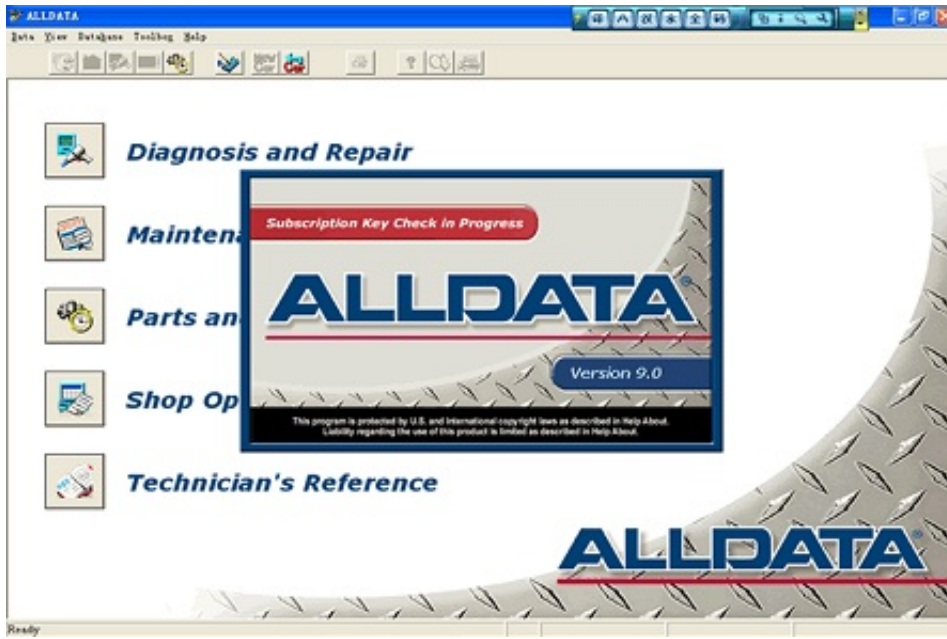 ALLDATA
Data View Database Toolbag Help
Diagnosis and Repair
Maintena
Parts an
Shop Op
Technician's Reference
Subscription Key Check in Progress
ALLDATA®
Version 9.0
This program is protected by U.S. and International copyright laws as described in Help About.
Liability regarding the use of this product is limited as described in Help About.
ALLDATA®
Ready